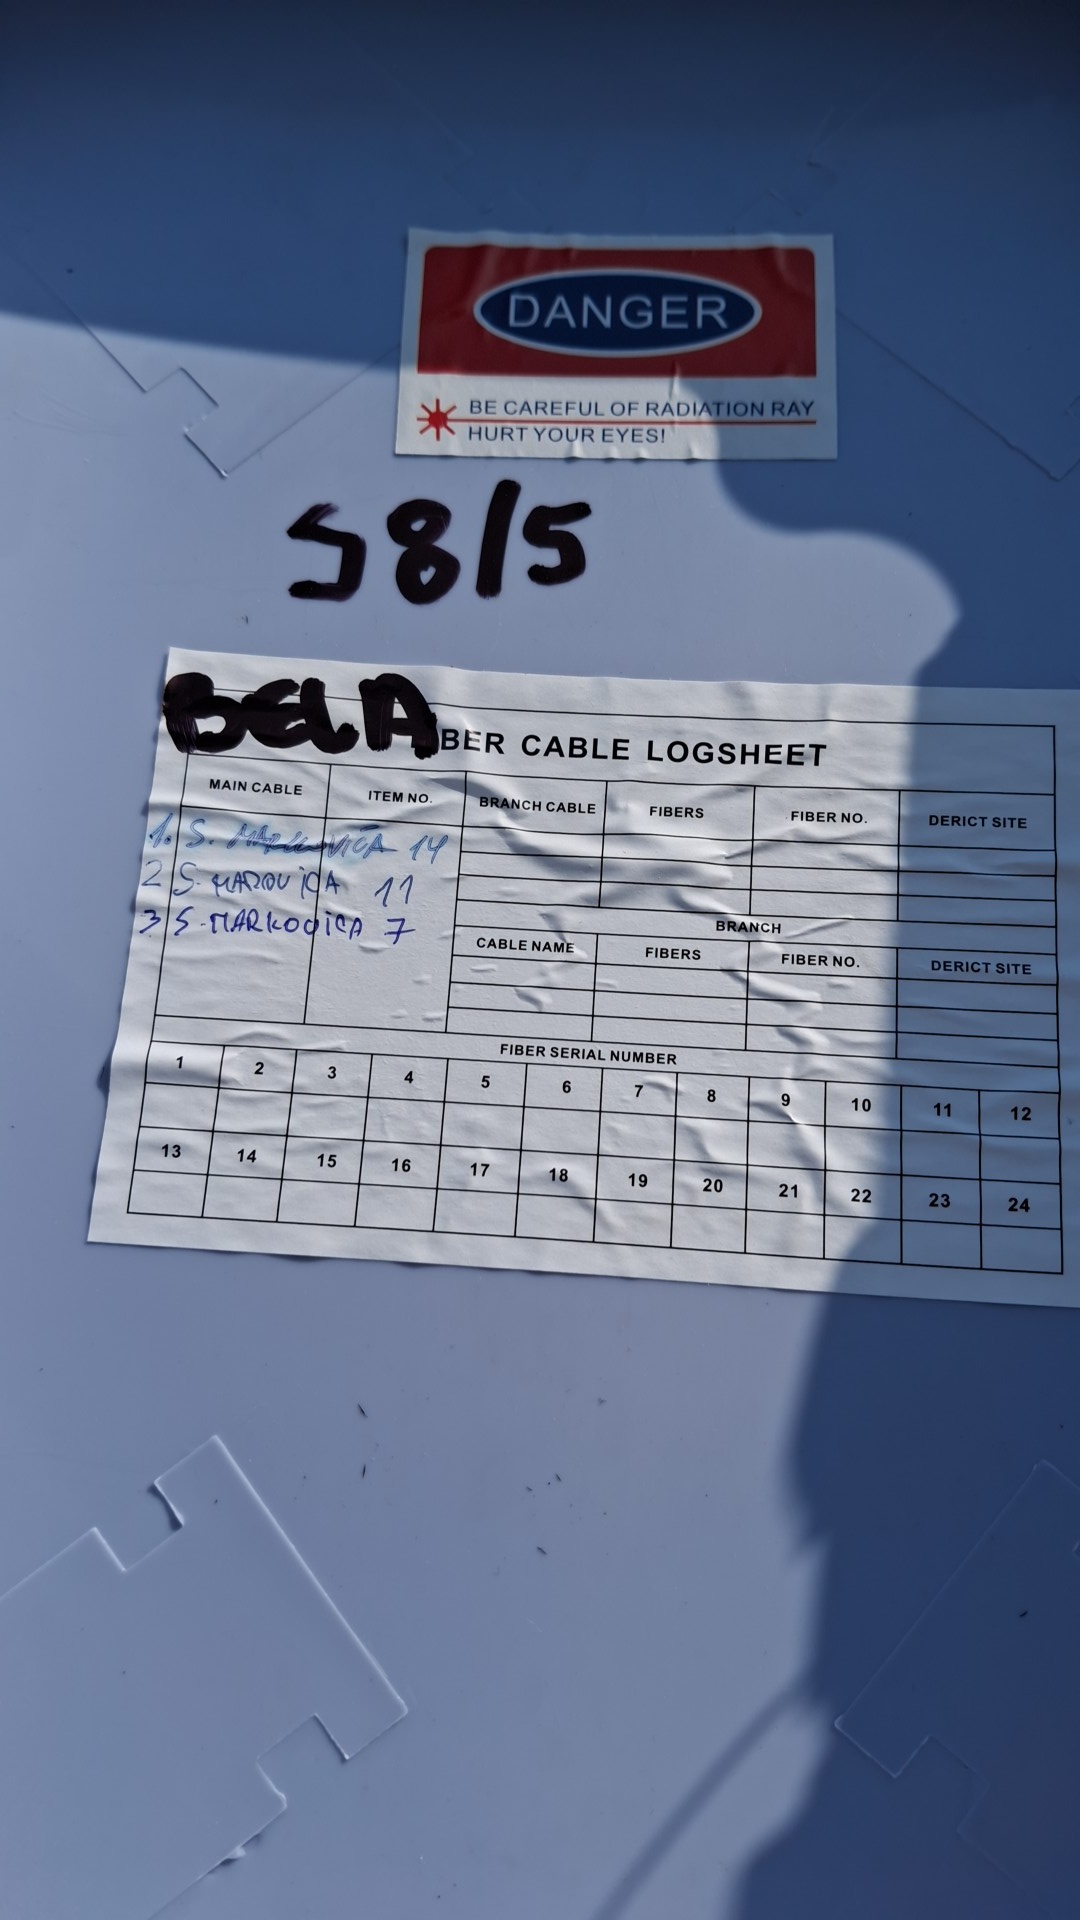 DANGER
BE CAREFUL OF RADIATION RAY
HURT YOUR EYES!
S8/5
BELA
BER CABLE LOGSHEET
MAIN CABLE ITEM NO. BRANCH CABLE FIBERS FIBER NO. DERICT SITE
1. S. MARKOVIĆA 14
2 S. MAROVICA 11
3 S. MARKOVICA 7
BRANCH
CABLE NAME FIBERS FIBER NO. DERICT SITE
FIBER SERIAL NUMBER
1 2 3 4 5 6 7 8 9 10 11 12
13 14 15 16 17 18 19 20 21 22 23 24